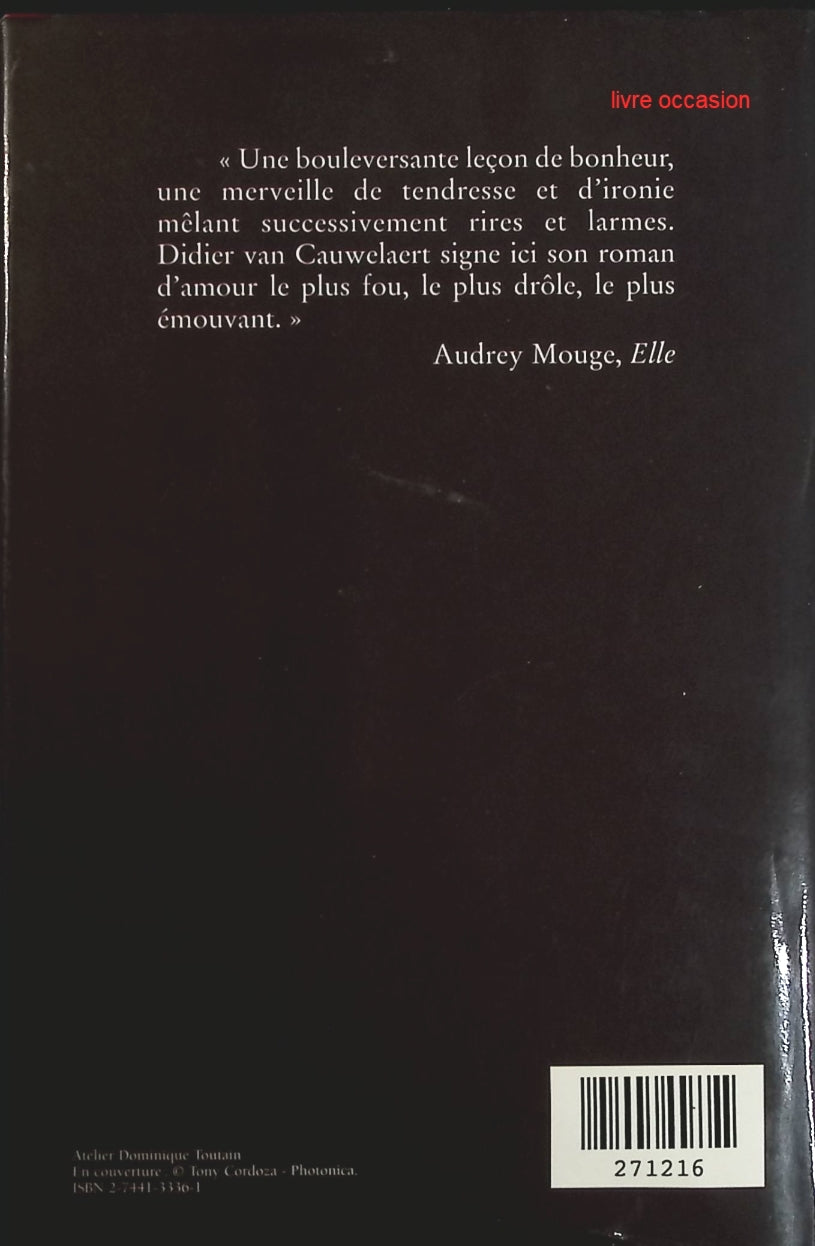 livre occasion
« Une bouleversante leçon de bonheur,
une merveille de tendresse et d’ironie
mêlant successivement rires et larmes.
Didier van Cauwelaert signe ici son roman
d’amour le plus fou, le plus drôle, le plus
émouvant. »
Audrey Mouge, Elle
271216
Atelier Dominique Toutain
En couverture : © Tony Cordoza - Photonica.
ISBN 2-7441-3336-1